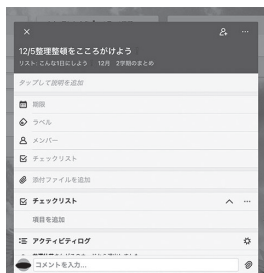 12/5整理整頓をこころがけよう
リスト: こんな1日にしよう 12月 2学期のまとめ
タップして説明を追加
期限
ラベル
メンバー
チェックリスト
添付ファイルを追加
チェックリスト
項目を追加
アクティビティログ
コメントを入力...